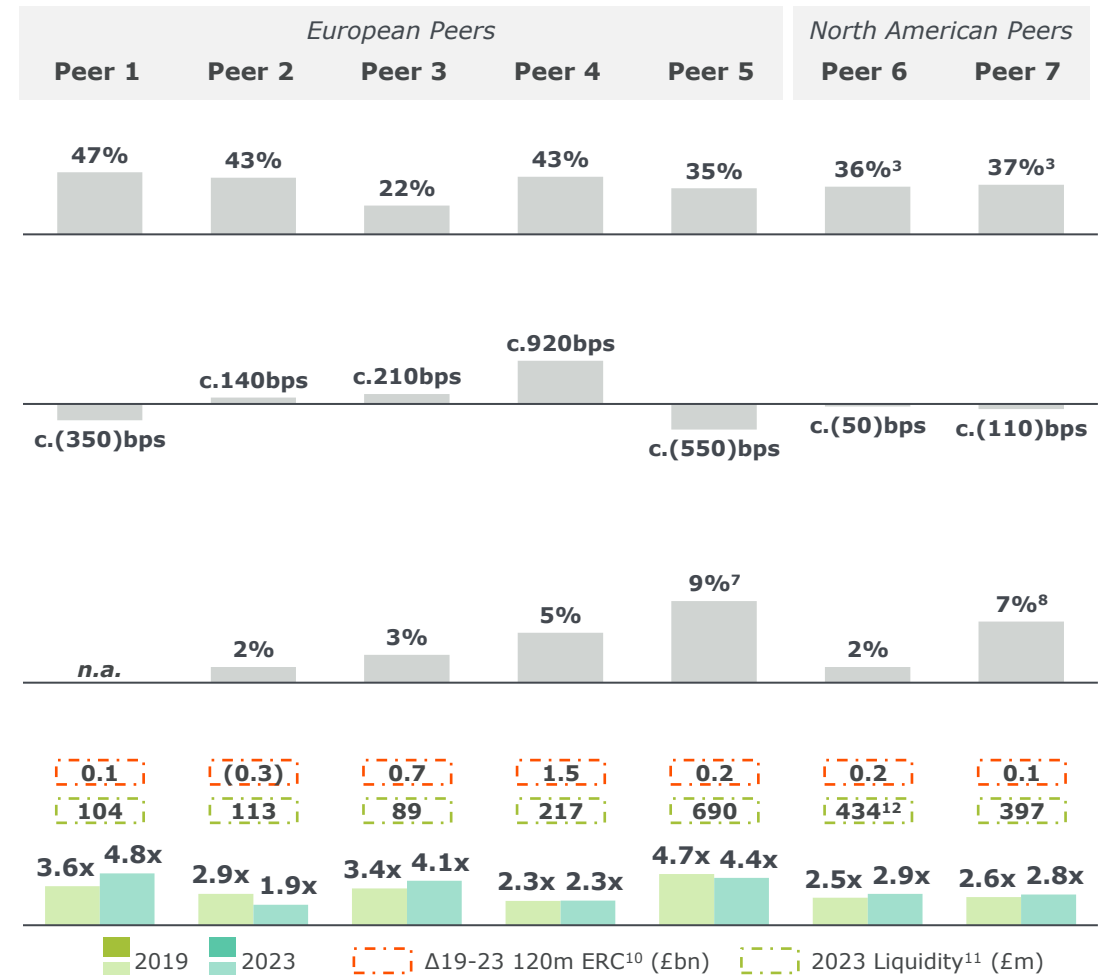 European Peers North American Peers
Peer 1 Peer 2 Peer 3 Peer 4 Peer 5 Peer 6 Peer 7
47% 43% 22% 43% 35% 36%³ 37%³
c.(350)bps c.140bps c.210bps c.920bps c.(550)bps c.(50)bps c.(110)bps
n.a. 2% 3% 5% 9%⁷ 2% 7%⁸
0.1 (0.3) 0.7 1.5 0.2 0.2 0.1
104 113 89 217 690 434¹² 397
3.6x 4.8x 2.9x 1.9x 3.4x 4.1x 2.3x 2.3x 4.7x 4.4x 2.5x 2.9x 2.6x 2.8x
2019 2023 Δ19-23 120m ERC¹⁰ (£bn) 2023 Liquidity¹¹ (£m)